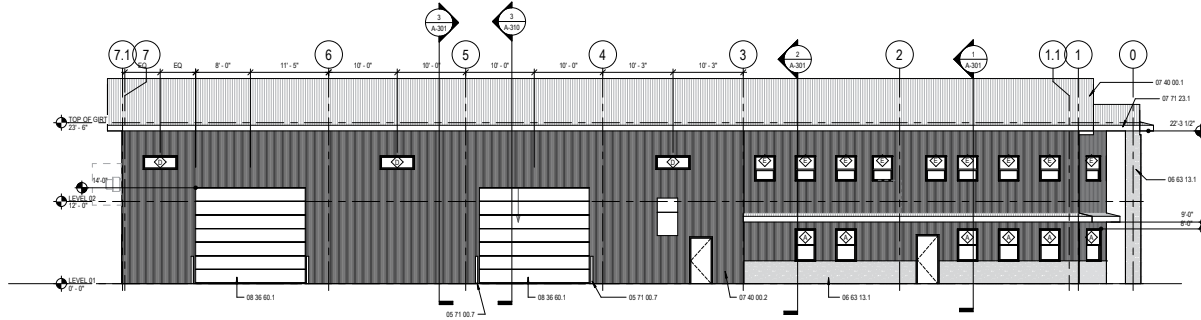 3
A-301
3
A-310
7.1
7
6
5
4
3
2
A-301
2
1
A-301
1.1
1
0
EQ
EQ
8' - 0"
11' - 5"
10' - 0"
10' - 0"
10' - 0"
10' - 0"
10' - 3"
10' - 3"
07 40 00.1
07 71 23.1
TOP OF GIRT
23' - 6"
22'-3 1/2"
D
D
D
E
E
E
E
E
E
E
E
E
06 63 13.1
14'-0"
LEVEL 02
12' - 0"
9'-0"
8'-0"
A
A
A
A
A
A
LEVEL 01
0' - 0"
08 36 60.1
05 71 00.7
08 36 60.1
05 71 00.7
07 40 00.2
06 63 13.1